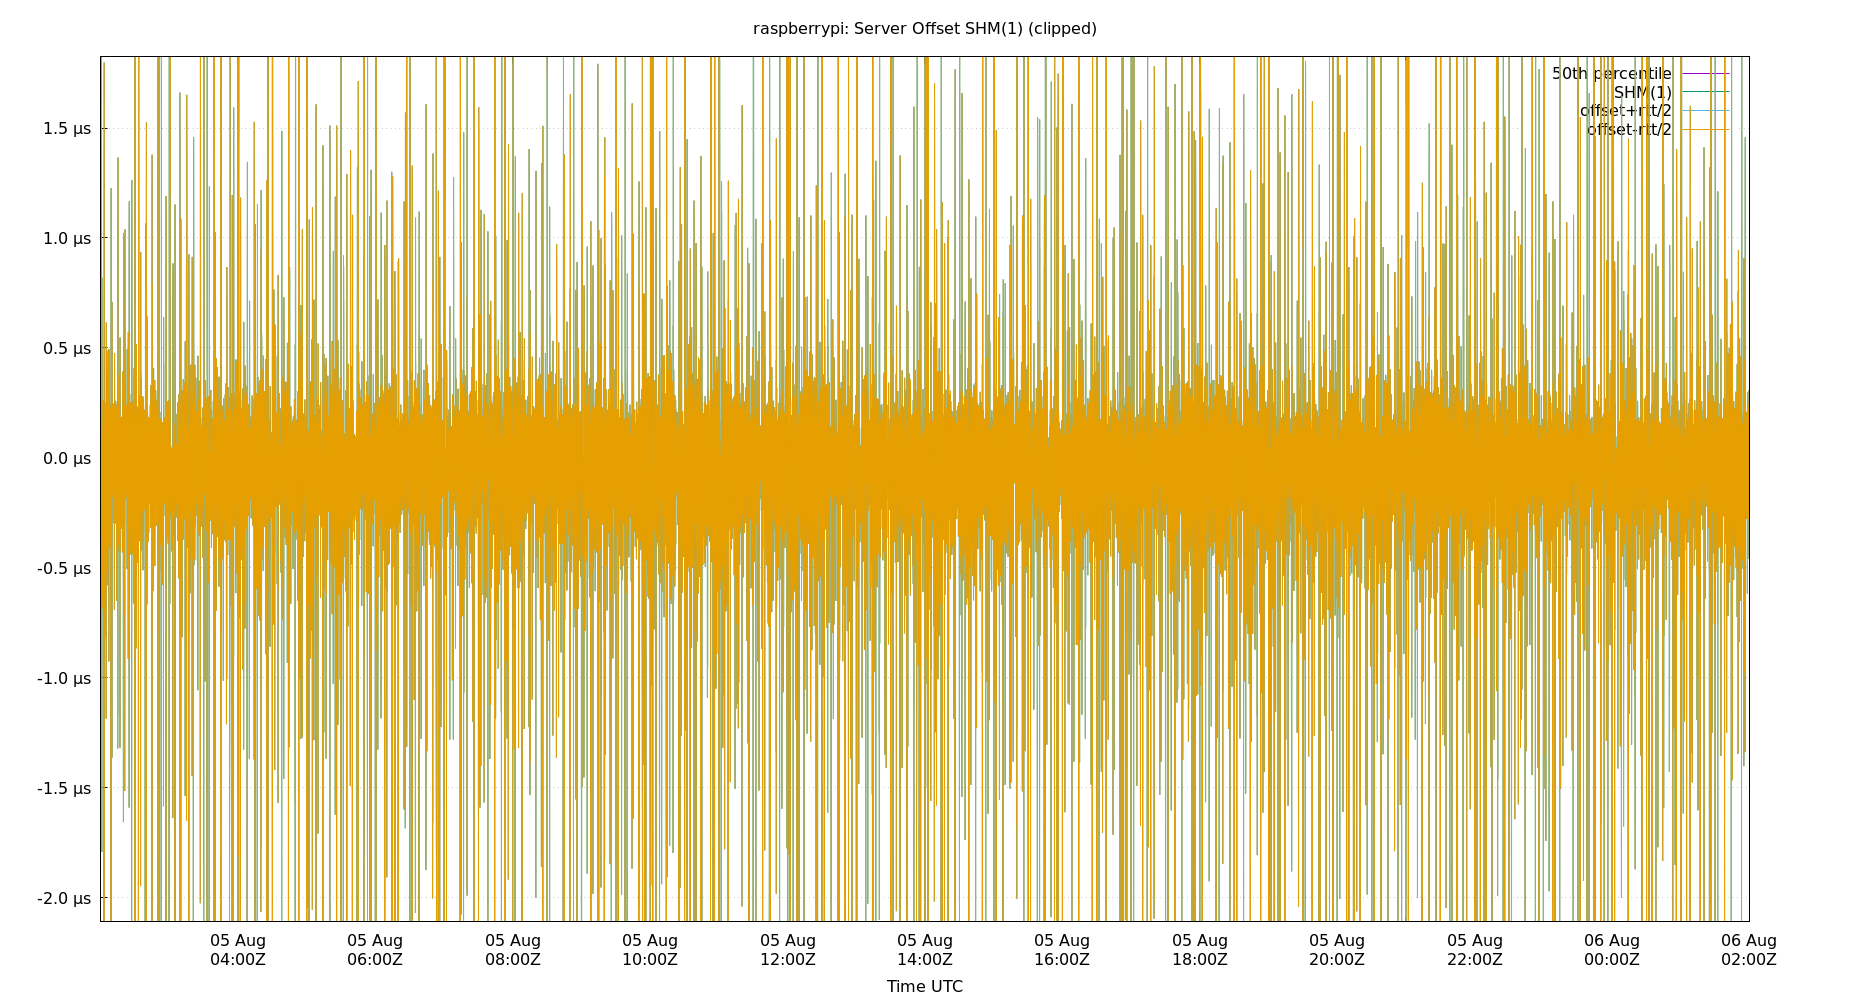 raspberrypi: Server Offset SHM(1) (clipped)
50th percentile
SHM(1)
offset+rtt/2
offset-rtt/2
1.5 µs
1.0 µs
0.5 µs
0.0 µs
-0.5 µs
-1.0 µs
-1.5 µs
-2.0 µs
05 Aug 05 Aug 05 Aug 05 Aug 05 Aug 05 Aug 05 Aug 05 Aug 05 Aug 05 Aug 06 Aug 06 Aug
04:00Z 06:00Z 08:00Z 10:00Z 12:00Z 14:00Z 16:00Z 18:00Z 20:00Z 22:00Z 00:00Z 02:00Z
Time UTC